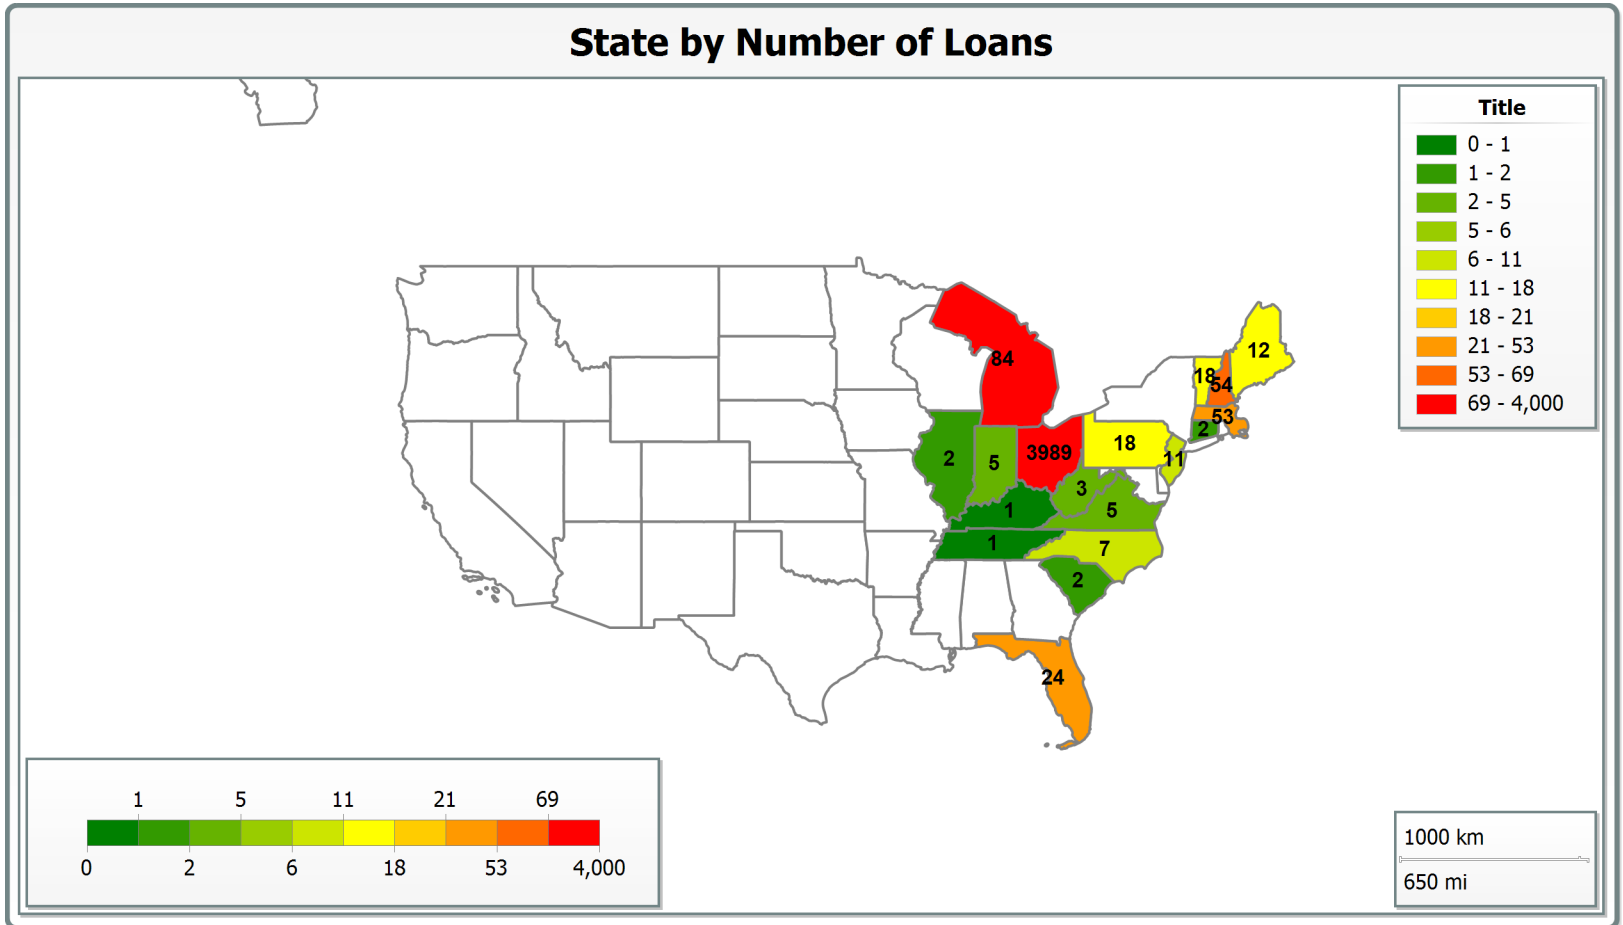 State by Number of Loans
Title
0 - 1
1 - 2
2 - 5
5 - 6
6 - 11
11 - 18
18 - 21
21 - 53
53 - 69
69 - 4,000
84
12
18
54
53
2
18
11
2
5
3989
3
1
5
1
7
2
24
1 5 11 21 69
0 2 6 18 53 4,000
1000 km
650 mi